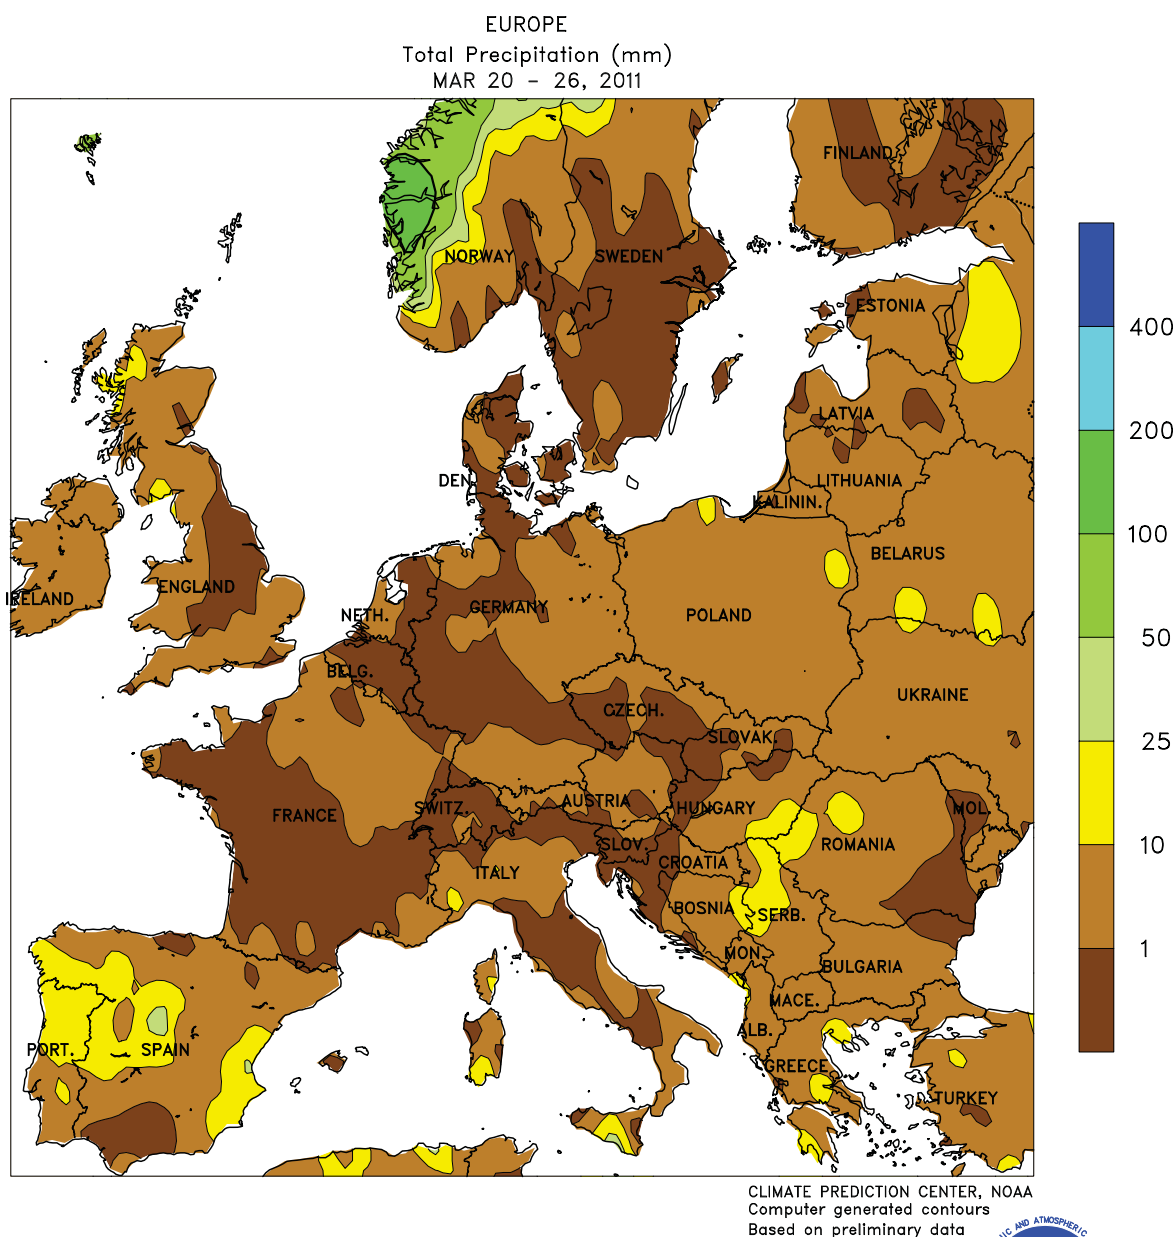 EUROPE
Total Precipitation (mm)
MAR 20 - 26, 2011
FINLAND
NORWAY
SWEDEN
ESTONIA
400
LATVIA
200
DEN.
LITHUANIA
KALININ.
100
BELARUS
ENGLAND
IRELAND
NETH.
GERMANY
POLAND
50
BELG.
UKRAINE
CZECH.
SLOVAK.
25
FRANCE
SWITZ.
AUSTRIA
HUNGARY
MOL.
SLOV.
ROMANIA
10
ITALY
CROATIA
BOSNIA
SERB.
MON.
BULGARIA
1
MACE.
PORT.
SPAIN
ALB.
GREECE
TURKEY
CLIMATE PREDICTION CENTER, NOAA
Computer generated contours
Based on preliminary data
AND ATMOSPHERIC